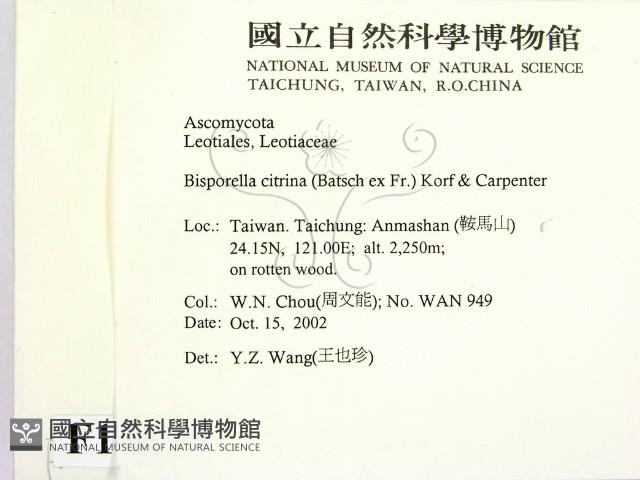 國立自然科學博物館
NATIONAL MUSEUM OF NATURAL SCIENCE
TAICHUNG, TAIWAN, R.O.CHINA
Ascomycota
Leotiales, Leotiaceae
Bisporella citrina (Batsch ex Fr.) Korf & Carpenter
Loc.: Taiwan. Taichung: Anmashan (鞍馬山)
24.15N, 121.00E; alt. 2,250m;
on rotten wood.
Col.: W.N. Chou(周文能); No. WAN 949
Date: Oct. 15, 2002
Det.: Y.Z. Wang(王也珍)
國立自然科學博物館
NATIONAL MUSEUM OF NATURAL SCIENCE
F1